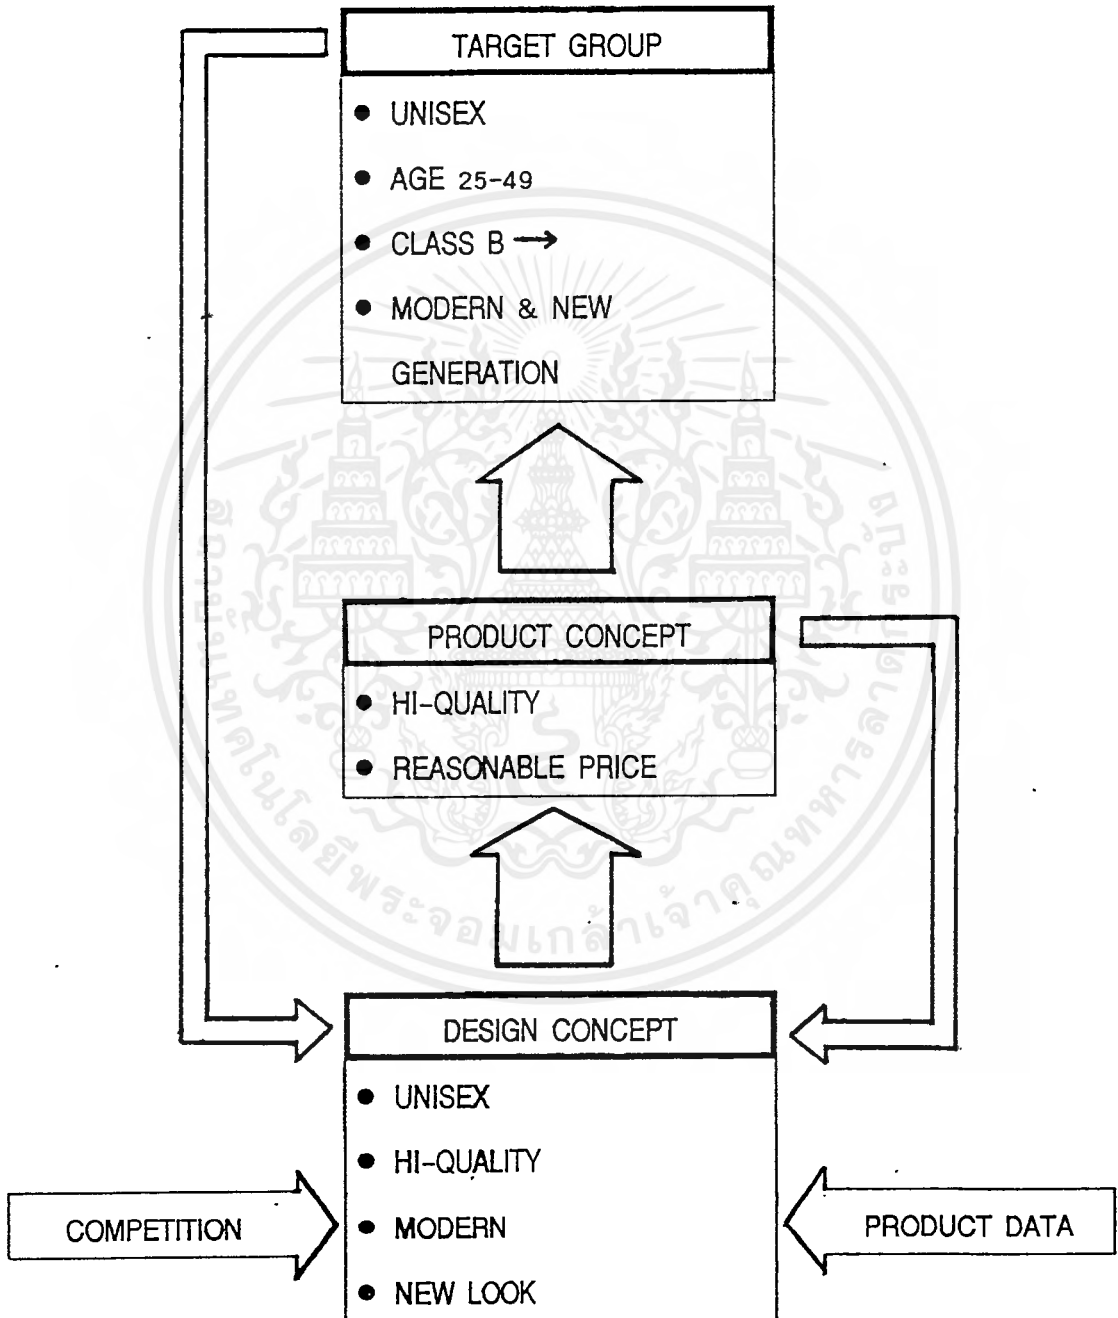 TARGET GROUP
● UNISEX
● AGE 25-49
● CLASS B →
● MODERN & NEW
GENERATION
PRODUCT CONCEPT
● HI-QUALITY
● REASONABLE PRICE
DESIGN CONCEPT
● UNISEX
● HI-QUALITY
● MODERN
● NEW LOOK
COMPETITION
PRODUCT DATA